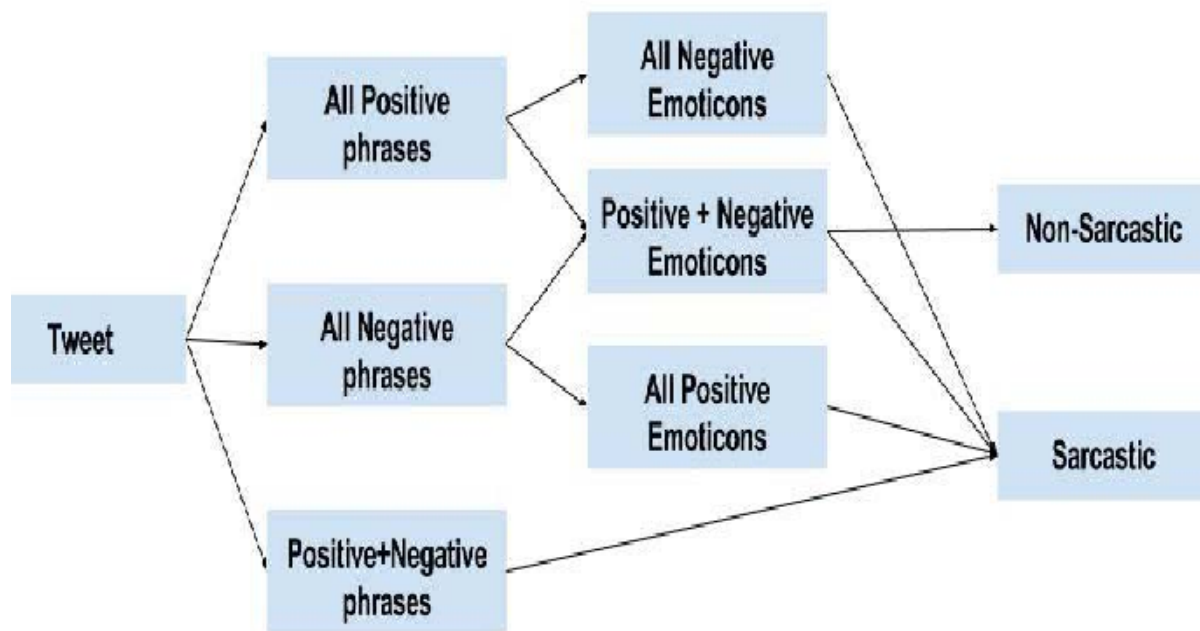 Tweet
All Positive
phrases
All Negative
phrases
Positive+Negative
phrases
All Negative
Emoticons
Positive + Negative
Emoticons
All Positive
Emoticons
Non-Sarcastic
Sarcastic